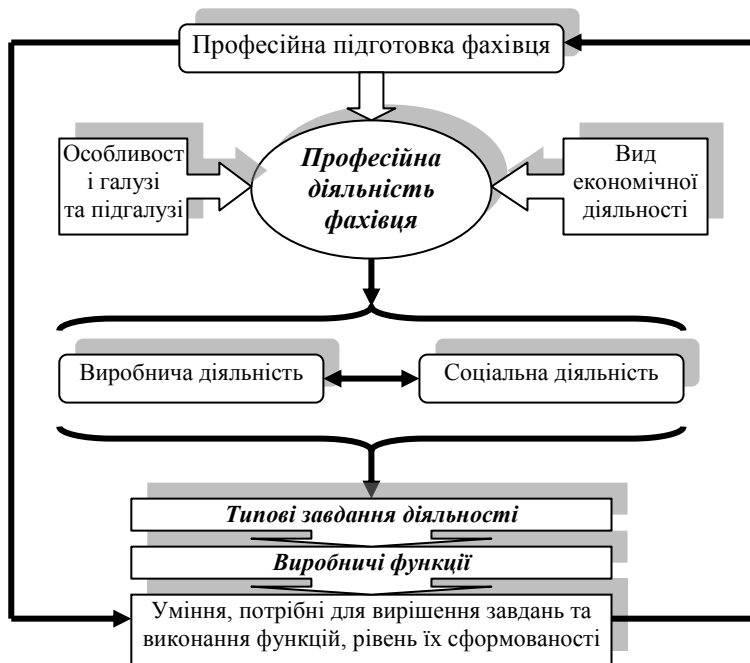 Професійна підготовка фахівця
Особливост
і галузі
та підгалузі
Професійна
діяльність
фахівця
Вид
економічної
діяльності
Виробнича діяльність
Соціальна діяльність
Типові завдання діяльності
Виробничі функції
Уміння, потрібні для вирішення завдань та
виконання функцій, рівень їх сформованості